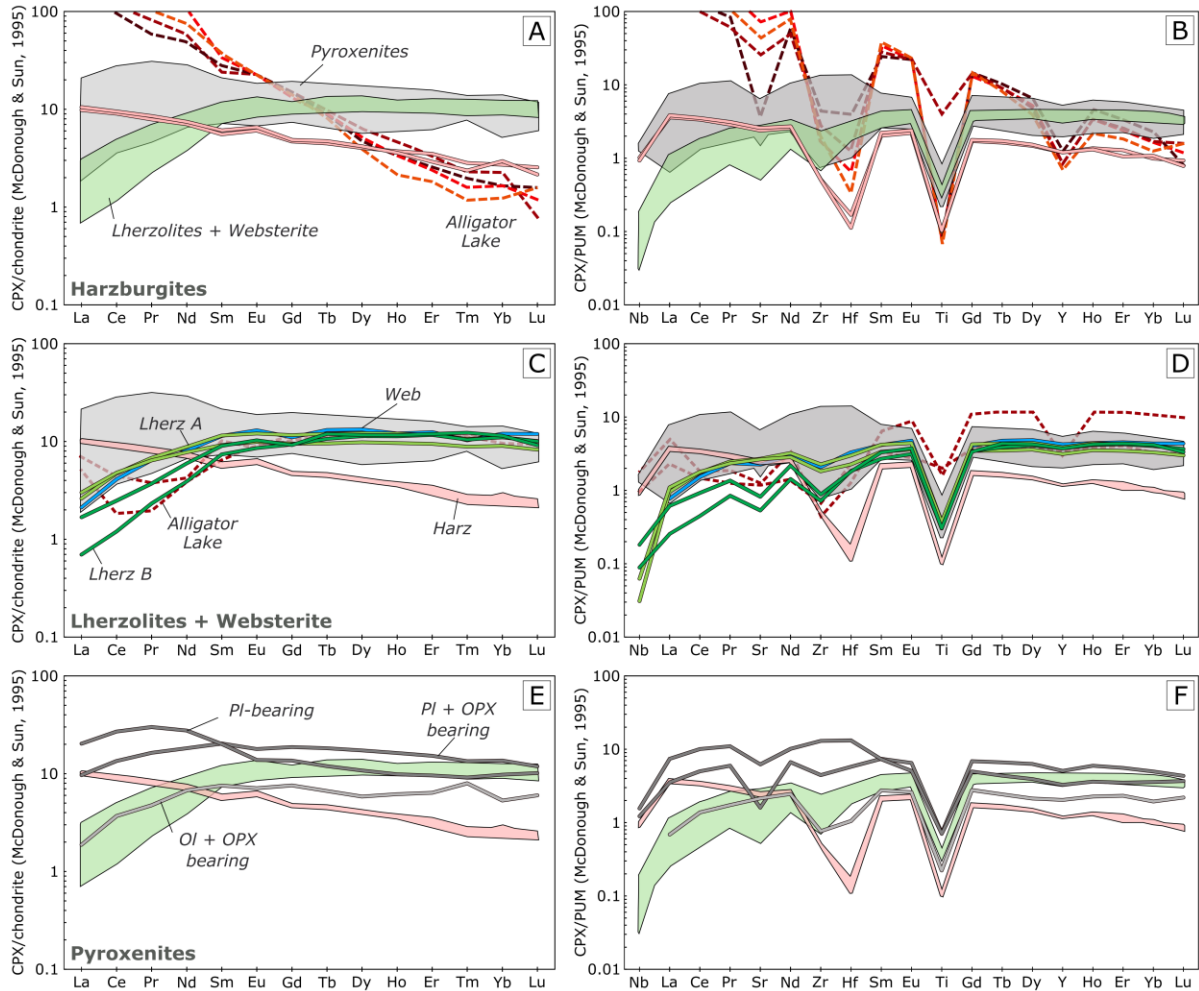 CPX/chondrite (McDonough & Sun, 1995)
100
10
1
0.1
A
Pyroxenites
Lherzolites + Websterite
Alligator
Lake
Harzburgites
La Ce Pr Nd Sm Eu Gd Tb Dy Ho Er Tm Yb Lu
CPX/PUM (McDonough & Sun, 1995)
100
10
1
0.1
0.01
B
Nb La Ce Pr Sr Nd Zr Hf Sm Eu Ti Gd Tb Dy Y Ho Er Yb Lu
CPX/chondrite (McDonough & Sun, 1995)
100
10
1
0.1
C
Web
Lherz A
Alligator
Lake
Harz
Lherz B
Lherzolites + Websterite
La Ce Pr Nd Sm Eu Gd Tb Dy Ho Er Tm Yb Lu
CPX/PUM (McDonough & Sun, 1995)
100
10
1
0.1
0.01
D
Nb La Ce Pr Sr Nd Zr Hf Sm Eu Ti Gd Tb Dy Y Ho Er Yb Lu
CPX/chondrite (McDonough & Sun, 1995)
100
10
1
0.1
E
Pl-bearing
Pl + OPX
bearing
Ol + OPX
bearing
Pyroxenites
La Ce Pr Nd Sm Eu Gd Tb Dy Ho Er Tm Yb Lu
CPX/PUM (McDonough & Sun, 1995)
100
10
1
0.1
0.01
F
Nb La Ce Pr Sr Nd Zr Hf Sm Eu Ti Gd Tb Dy Y Ho Er Yb Lu